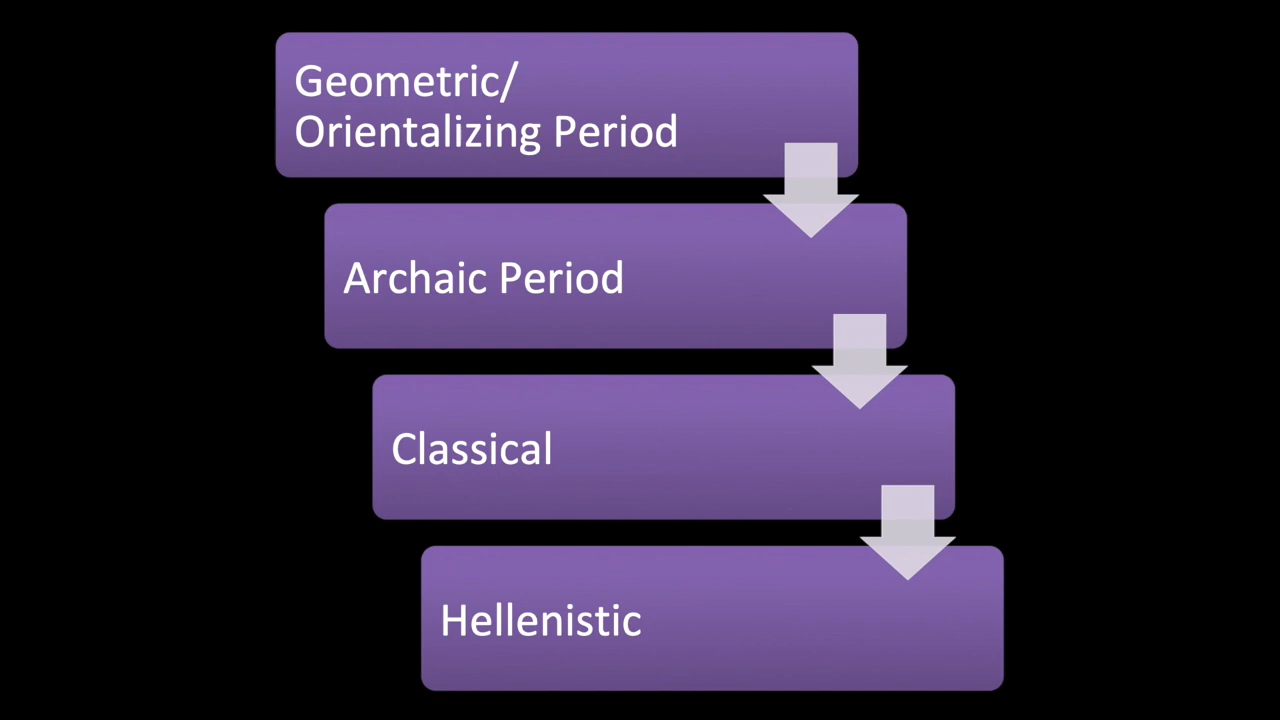 Geometric/
Orientalizing Period
Archaic Period
Classical
Hellenistic